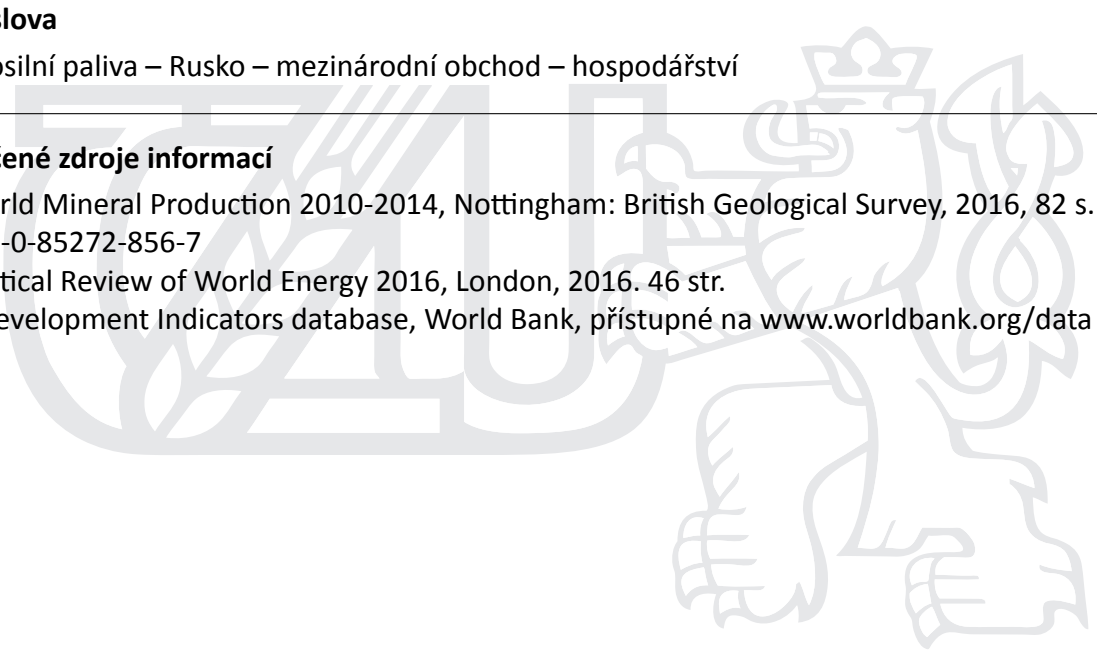 slova
osilní paliva – Rusko – mezinárodní obchod – hospodářství
ené zdroje informací
rld Mineral Production 2010-2014, Nottingham: British Geological Survey, 2016, 82 s.
-0-85272-856-7
tical Review of World Energy 2016, London, 2016. 46 str.
evelopment Indicators database, World Bank, přístupné na www.worldbank.org/data